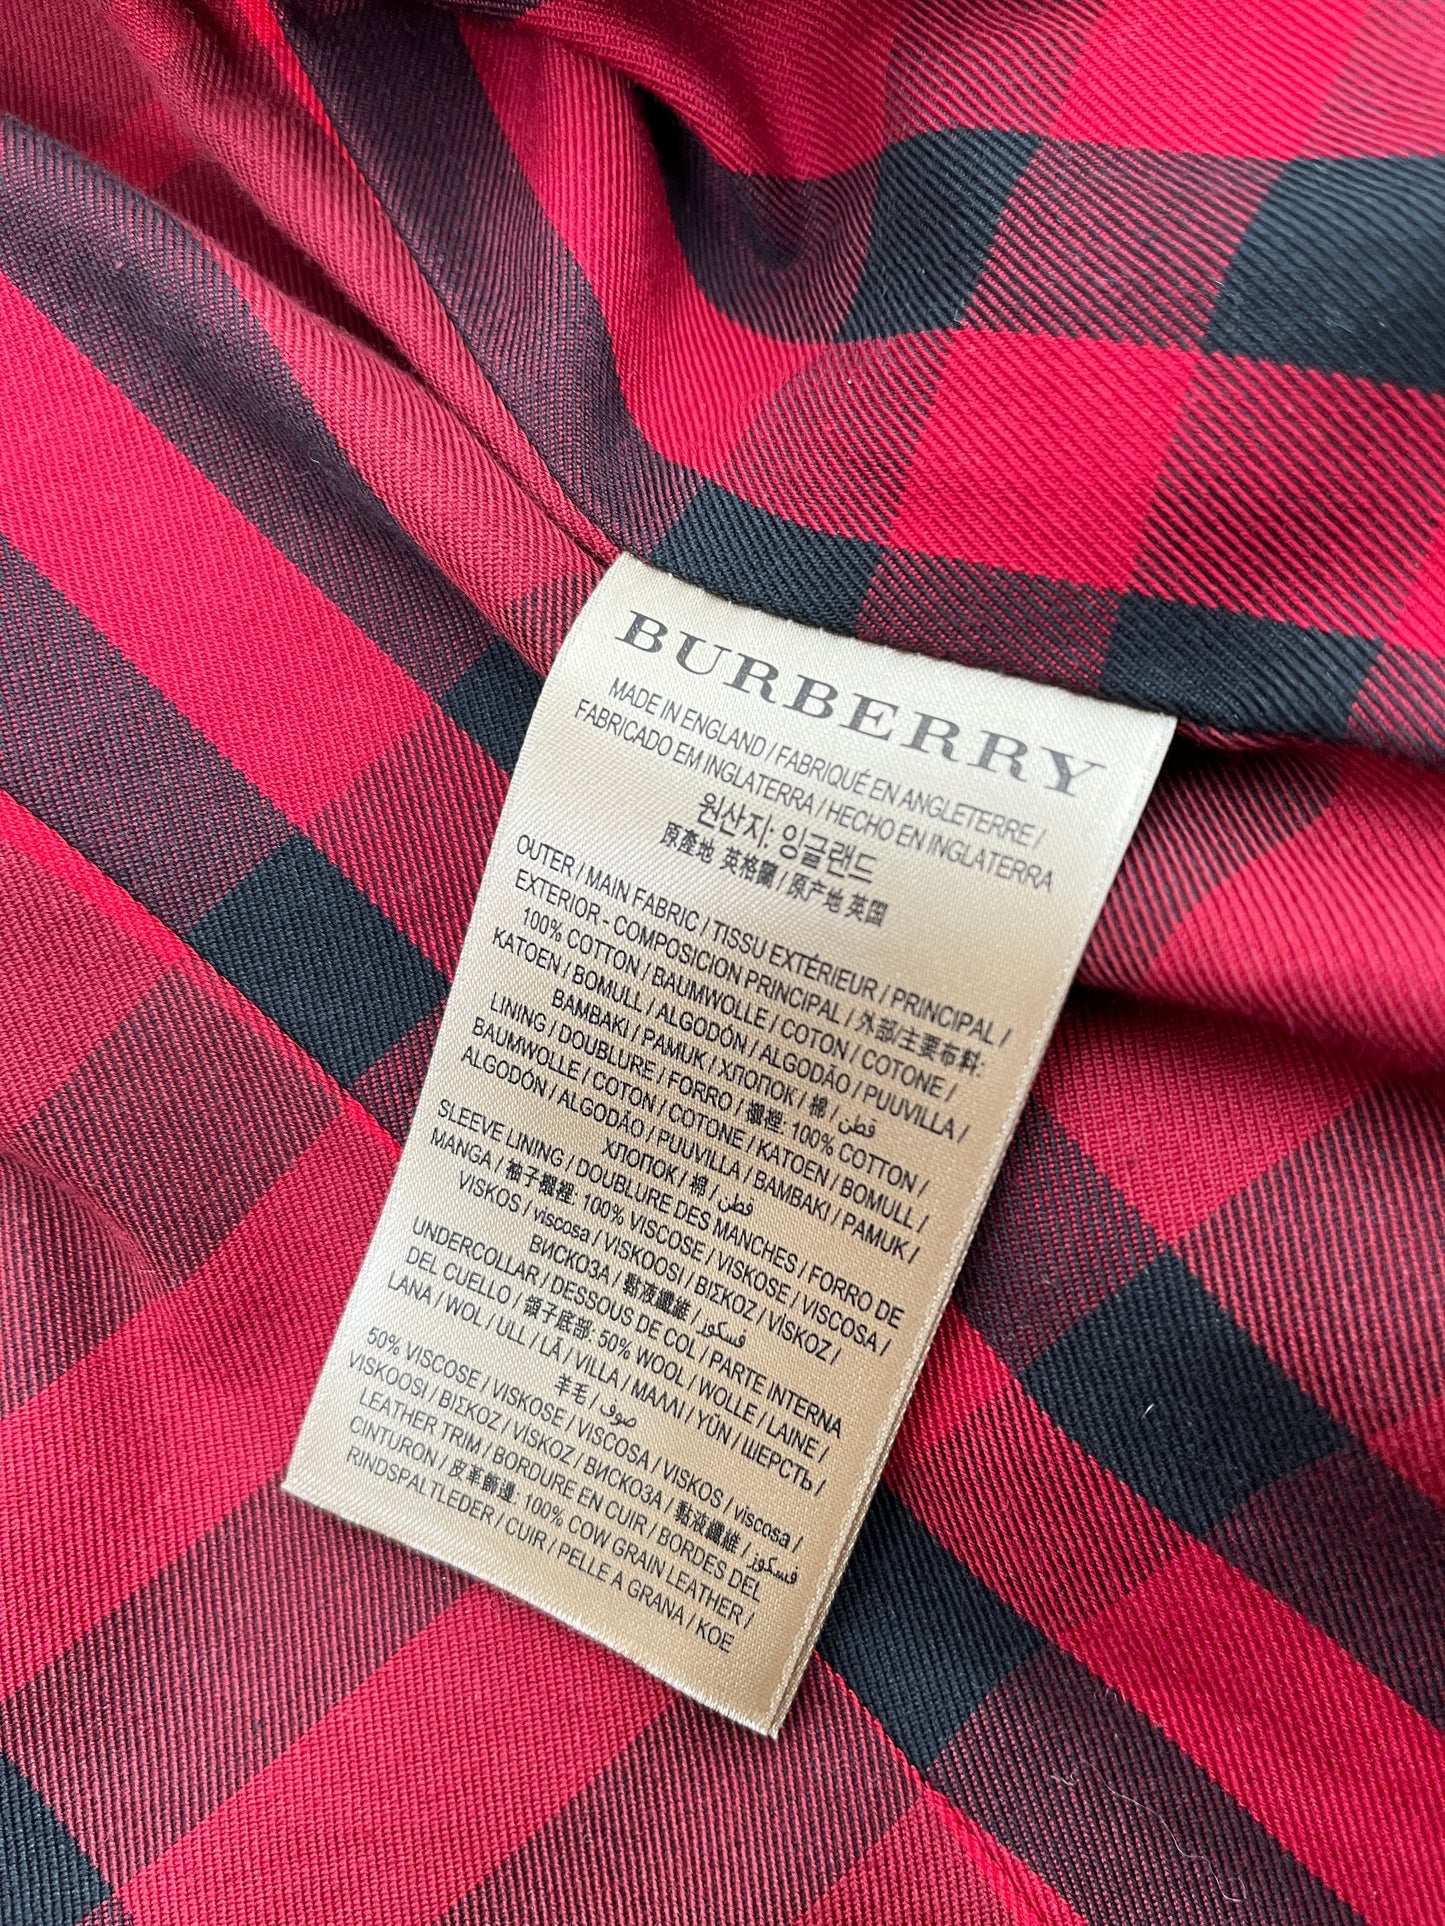 BURBERRY
MADE IN ENGLAND / FABRIQUÉ EN ANGLETERRE /
FABRICADO EM INGLATERRA / HECHO EN INGLATERRA
원산지: 잉글랜드
原產地 英格蘭 / 原产地 英国
OUTER / MAIN FABRIC / TISSU EXTÉRIEUR / PRINCIPAL /
EXTERIOR - COMPOSICION PRINCIPAL / 外部/主要布料:
100% COTTON / BAUMWOLLE / COTON / COTONE /
KATOEN / BOMULL / ALGODÓN / ALGODÃO / PUUVILLA /
BAMBAKI / PAMUK / ХЛОПОК / 棉 / قطن
LINING / DOUBLURE / FORRO / 襯裡: 100% COTTON /
BAUMWOLLE / COTON / COTONE / KATOEN / BOMULL /
ALGODÓN / ALGODÃO / PUUVILLA / BAMBAKI / PAMUK /
ХЛОПОК / 棉 / قطن
SLEEVE LINING / DOUBLURE DES MANCHES / FORRO DE
MANGA / 袖子襯裡: 100% VISCOSE / VISKOSE / VISCOSA /
VISKOS / viscosa / VISKOOSI / ΒΙΣΚΟΖ / VİSKOZ /
ВИСКОЗА / 黏液纖維 / فسكوز
UNDERCOLLAR / DESSOUS DE COL / PARTE INTERNA
DEL CUELLO / 領子底部: 50% WOOL / WOLLE / LAINE /
LANA / WOL / ULL / LÃ / VILLA / ΜΑΛΛΙ / YÜN / ШЕРСТЬ /
羊毛 / صوف
50% VISCOSE / VISKOSE / VISCOSA / VISKOS / viscosa /
VISKOOSI / ΒΙΣΚΟΖ / VISKOZ / ВИСКОЗА / 黏液纖維 / فسكوز
LEATHER TRIM / BORDURE EN CUIR / BORDES DEL
CINTURON / 皮革飾邊: 100% COW GRAIN LEATHER /
RINDSPALTLEDER / CUIR / PELLE A GRANA / KOE